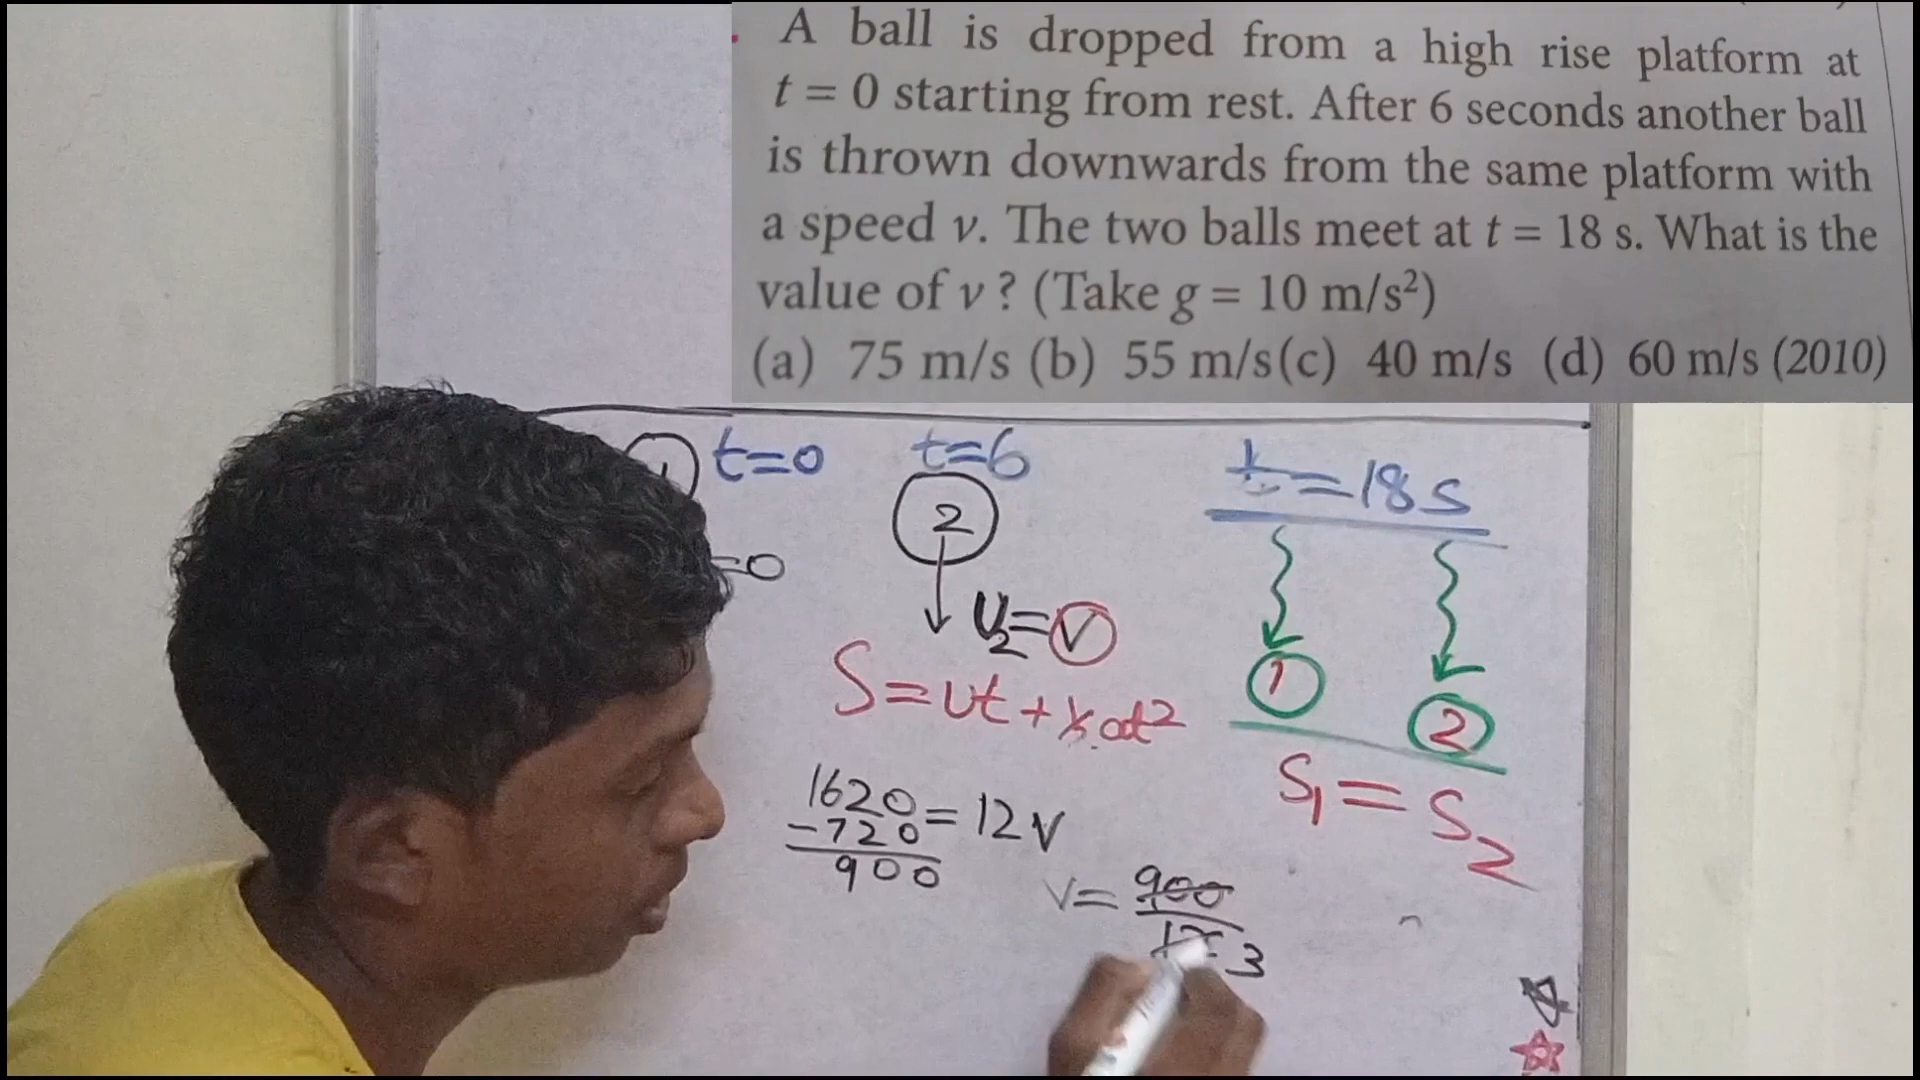 A ball is dropped from a high rise platform at
t = 0 starting from rest. After 6 seconds another ball
is thrown downwards from the same platform with
a speed v. The two balls meet at t = 18 s. What is the
value of v ? (Take g = 10 m/s²)
(a) 75 m/s (b) 55 m/s(c) 40 m/s (d) 60 m/s (2010)
1 t=0 t=6 t=18s
2
=0
U₂=V
1 2
S=ut+½at²
S₁=S₂
1620=12V
-720
900
V=900
12 3